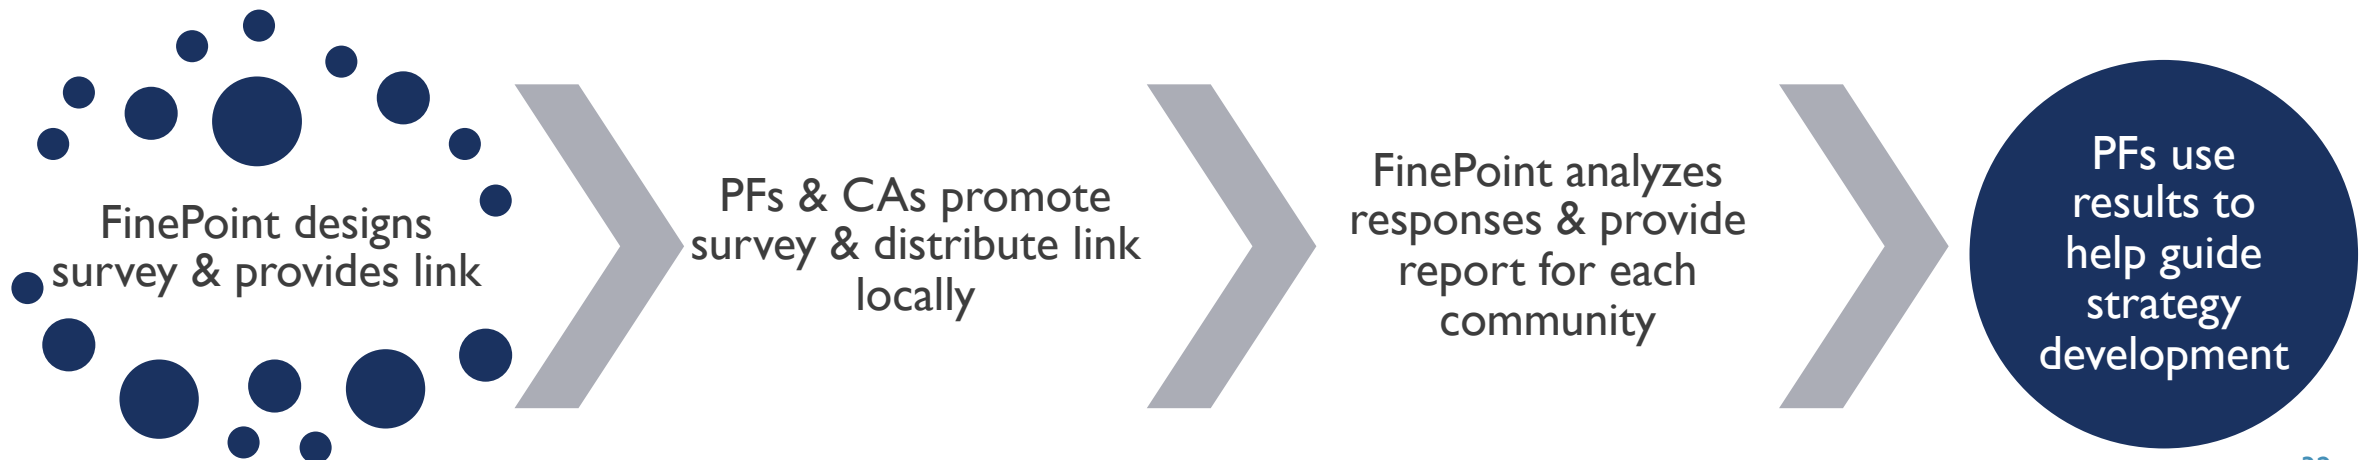 FinePoint designs
survey & provides link
PFs & CAs promote
survey & distribute link
locally
FinePoint analyzes
responses & provide
report for each
community
PFs use
results to
help guide
strategy
development